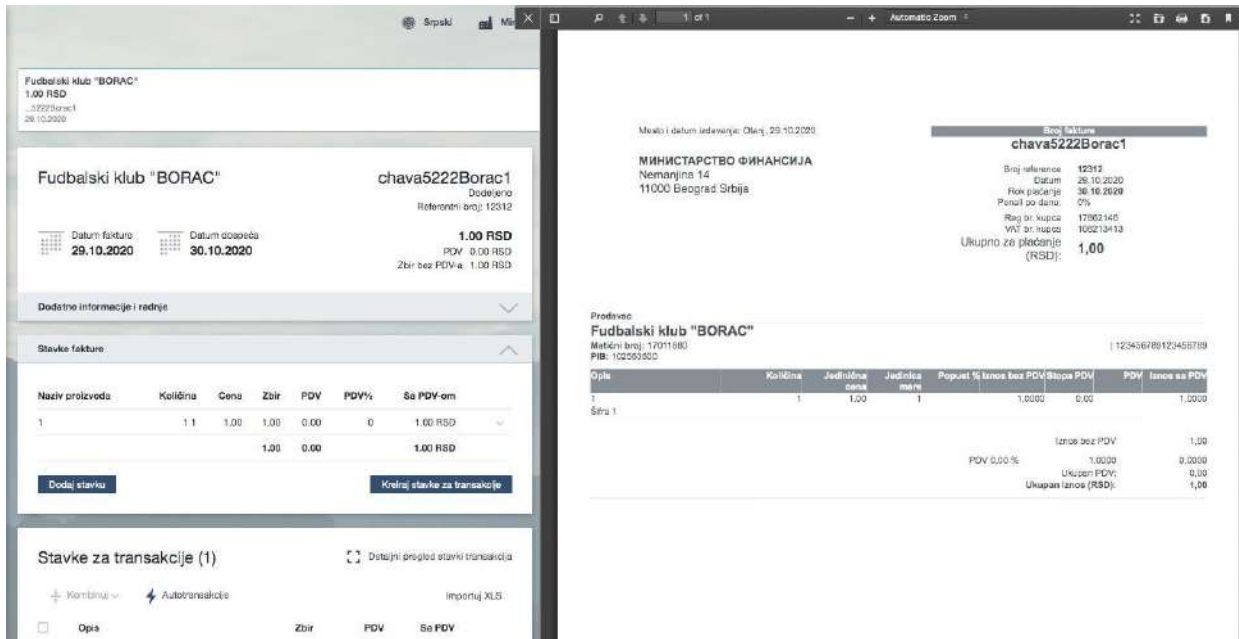 Srpski
1 of 1
Automatic Zoom
Fudbalski klub "BORAC"
1.00 RSD
...5222Borac1
29.10.2020
Fudbalski klub "BORAC"
chava5222Borac1
Dodeljeno
Referentni broj: 12312
Datum fakture
29.10.2020
Datum dospeća
30.10.2020
1.00 RSD
PDV 0.00 RSD
Zbir bez PDV-a 1.00 RSD
Dodatne informacije i radnje
Stavke fakture
Naziv proizvoda Količina Cena Zbir PDV PDV% Sa PDV-om
1 1 1 1.00 1.00 0.00 0 1.00 RSD
1.00 0.00 1.00 RSD
Dodaj stavku
Kreiraj stavke za transakcije
Stavke za transakcije (1)
Detaljni pregled stavki transakcija
Kombinuj
Autotransakcije
Importuj XLS
Opis Zbir PDV Sa PDV
Mesto i datum izdavanja: 29.10.2020
МИНИСТАРСТВО ФИНАНСИЈА
Nemanjina 14
11000 Beograd Srbija
Broj fakture
chava5222Borac1
Broj reference 12312
Datum 29.10.2020
Rok plaćanja 30.10.2020
Penali po danu: 0%
Reg br. kupca
VAT br. kupca
Ukupno za plaćanje
(RSD): 1,00
Prodavac
Fudbalski klub "BORAC"
Matični broj:
PIB:
| 123456789123456789
Opis Količina Jedinična cena Jedinica mere Popust % Iznos bez PDV Stopa PDV PDV Iznos sa PDV
1 1 1.00 1 1,0000 0,00 1,0000
Šifra 1
Iznos bez PDV 1,00
PDV 0,00 % 1,0000 0,0000
Ukupan PDV: 0,00
Ukupan iznos (RSD): 1,00